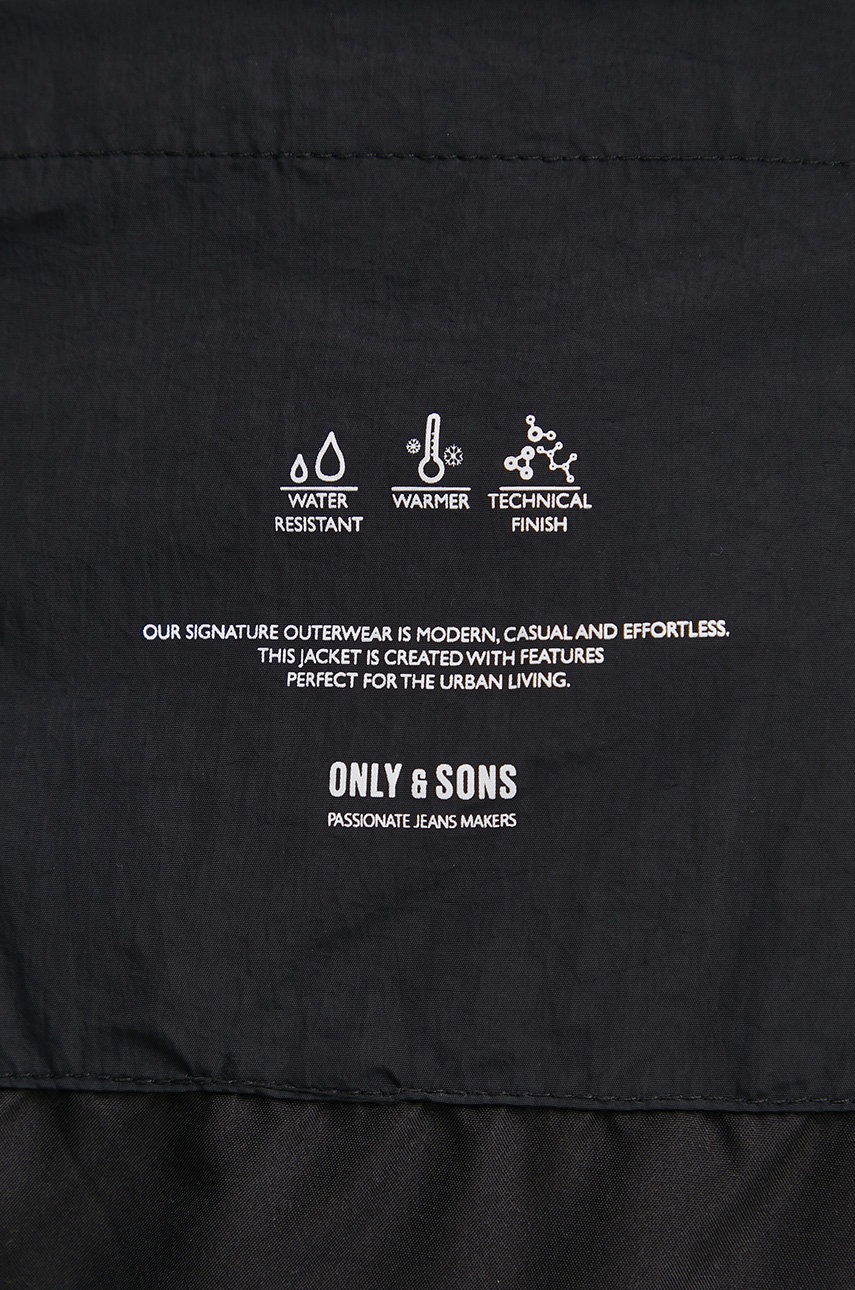 WATER WARMER TECHNICAL
RESISTANT FINISH
OUR SIGNATURE OUTERWEAR IS MODERN, CASUAL AND EFFORTLESS.
THIS JACKET IS CREATED WITH FEATURES
PERFECT FOR THE URBAN LIVING.
ONLY & SONS
PASSIONATE JEANS MAKERS